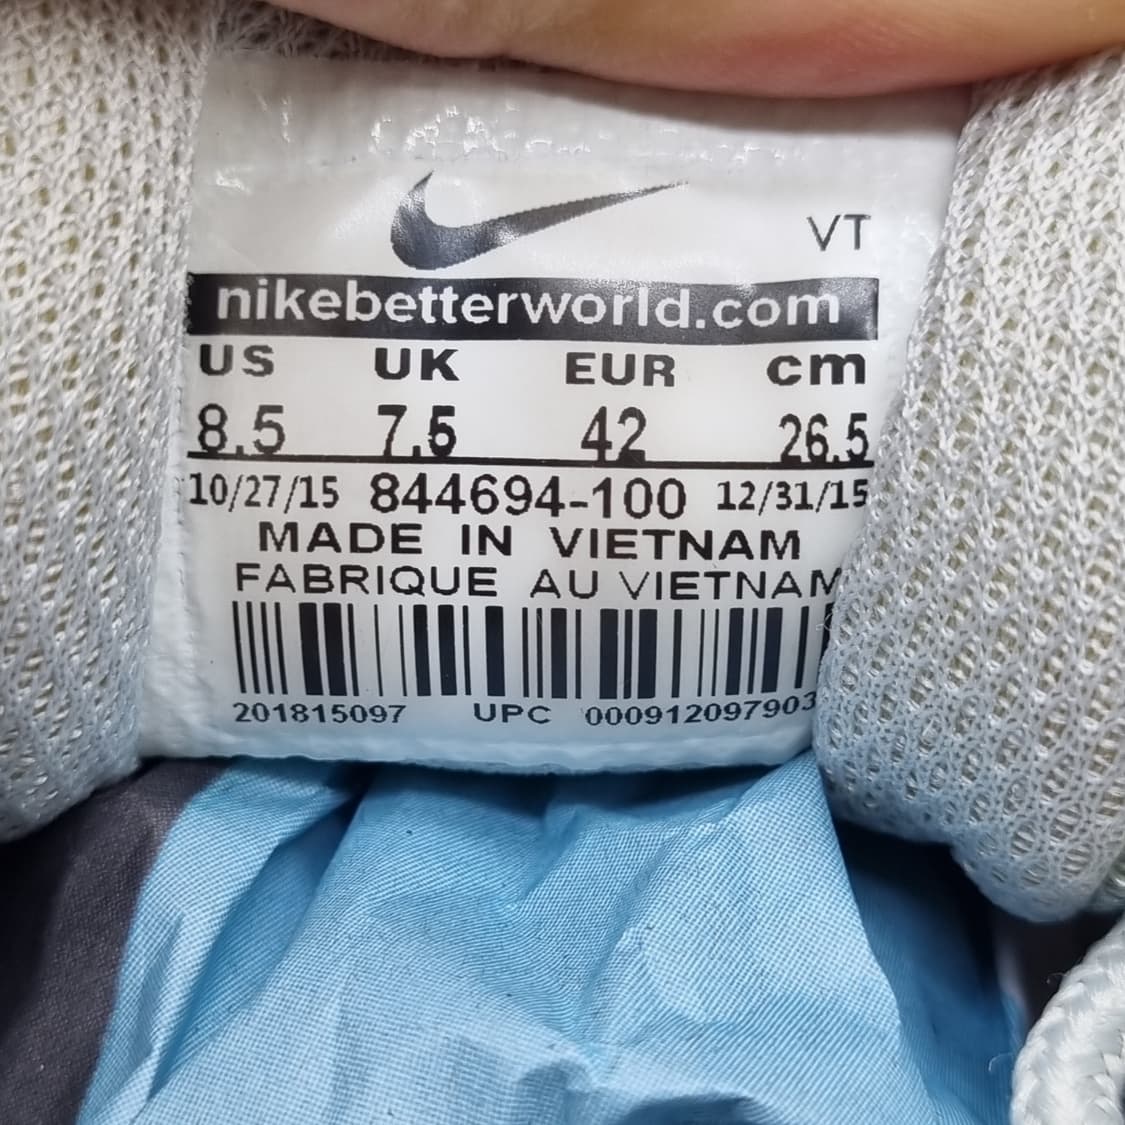 VT
nikebetterworld.com
US UK EUR cm
8.5 7.5 42 26.5
10/27/15 844694-100 12/31/15
MADE IN VIETNAM
FABRIQUE AU VIETNAM
201815097 UPC 000912097903